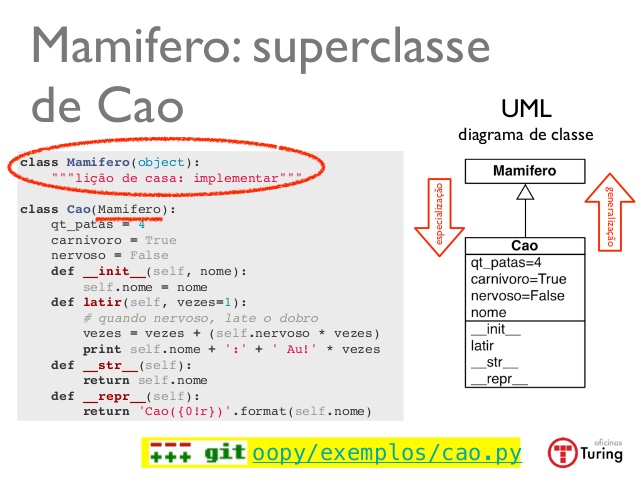 Mamifero: superclasse
de Cao
class Mamifero(object):
    """lição de casa: implementar"""
class Cao(Mamifero):
    qt_patas = 4
    carnivoro = True
    nervoso = False
    def __init__(self, nome):
        self.nome = nome
    def latir(self, vezes=1):
        # quando nervoso, late o dobro
        vezes = vezes + (self.nervoso * vezes)
        print self.nome + ':' + ' Au!' * vezes
    def __str__(self):
        return self.nome
    def __repr__(self):
        return 'Cao({0!r})'.format(self.nome)
UML
diagrama de classe
Mamifero
especialização
generalização
Cao
qt_patas=4
carnivoro=True
nervoso=False
nome
__init__
latir
__str__
__repr__
git oopy/exemplos/cao.py
oficinas
Turing